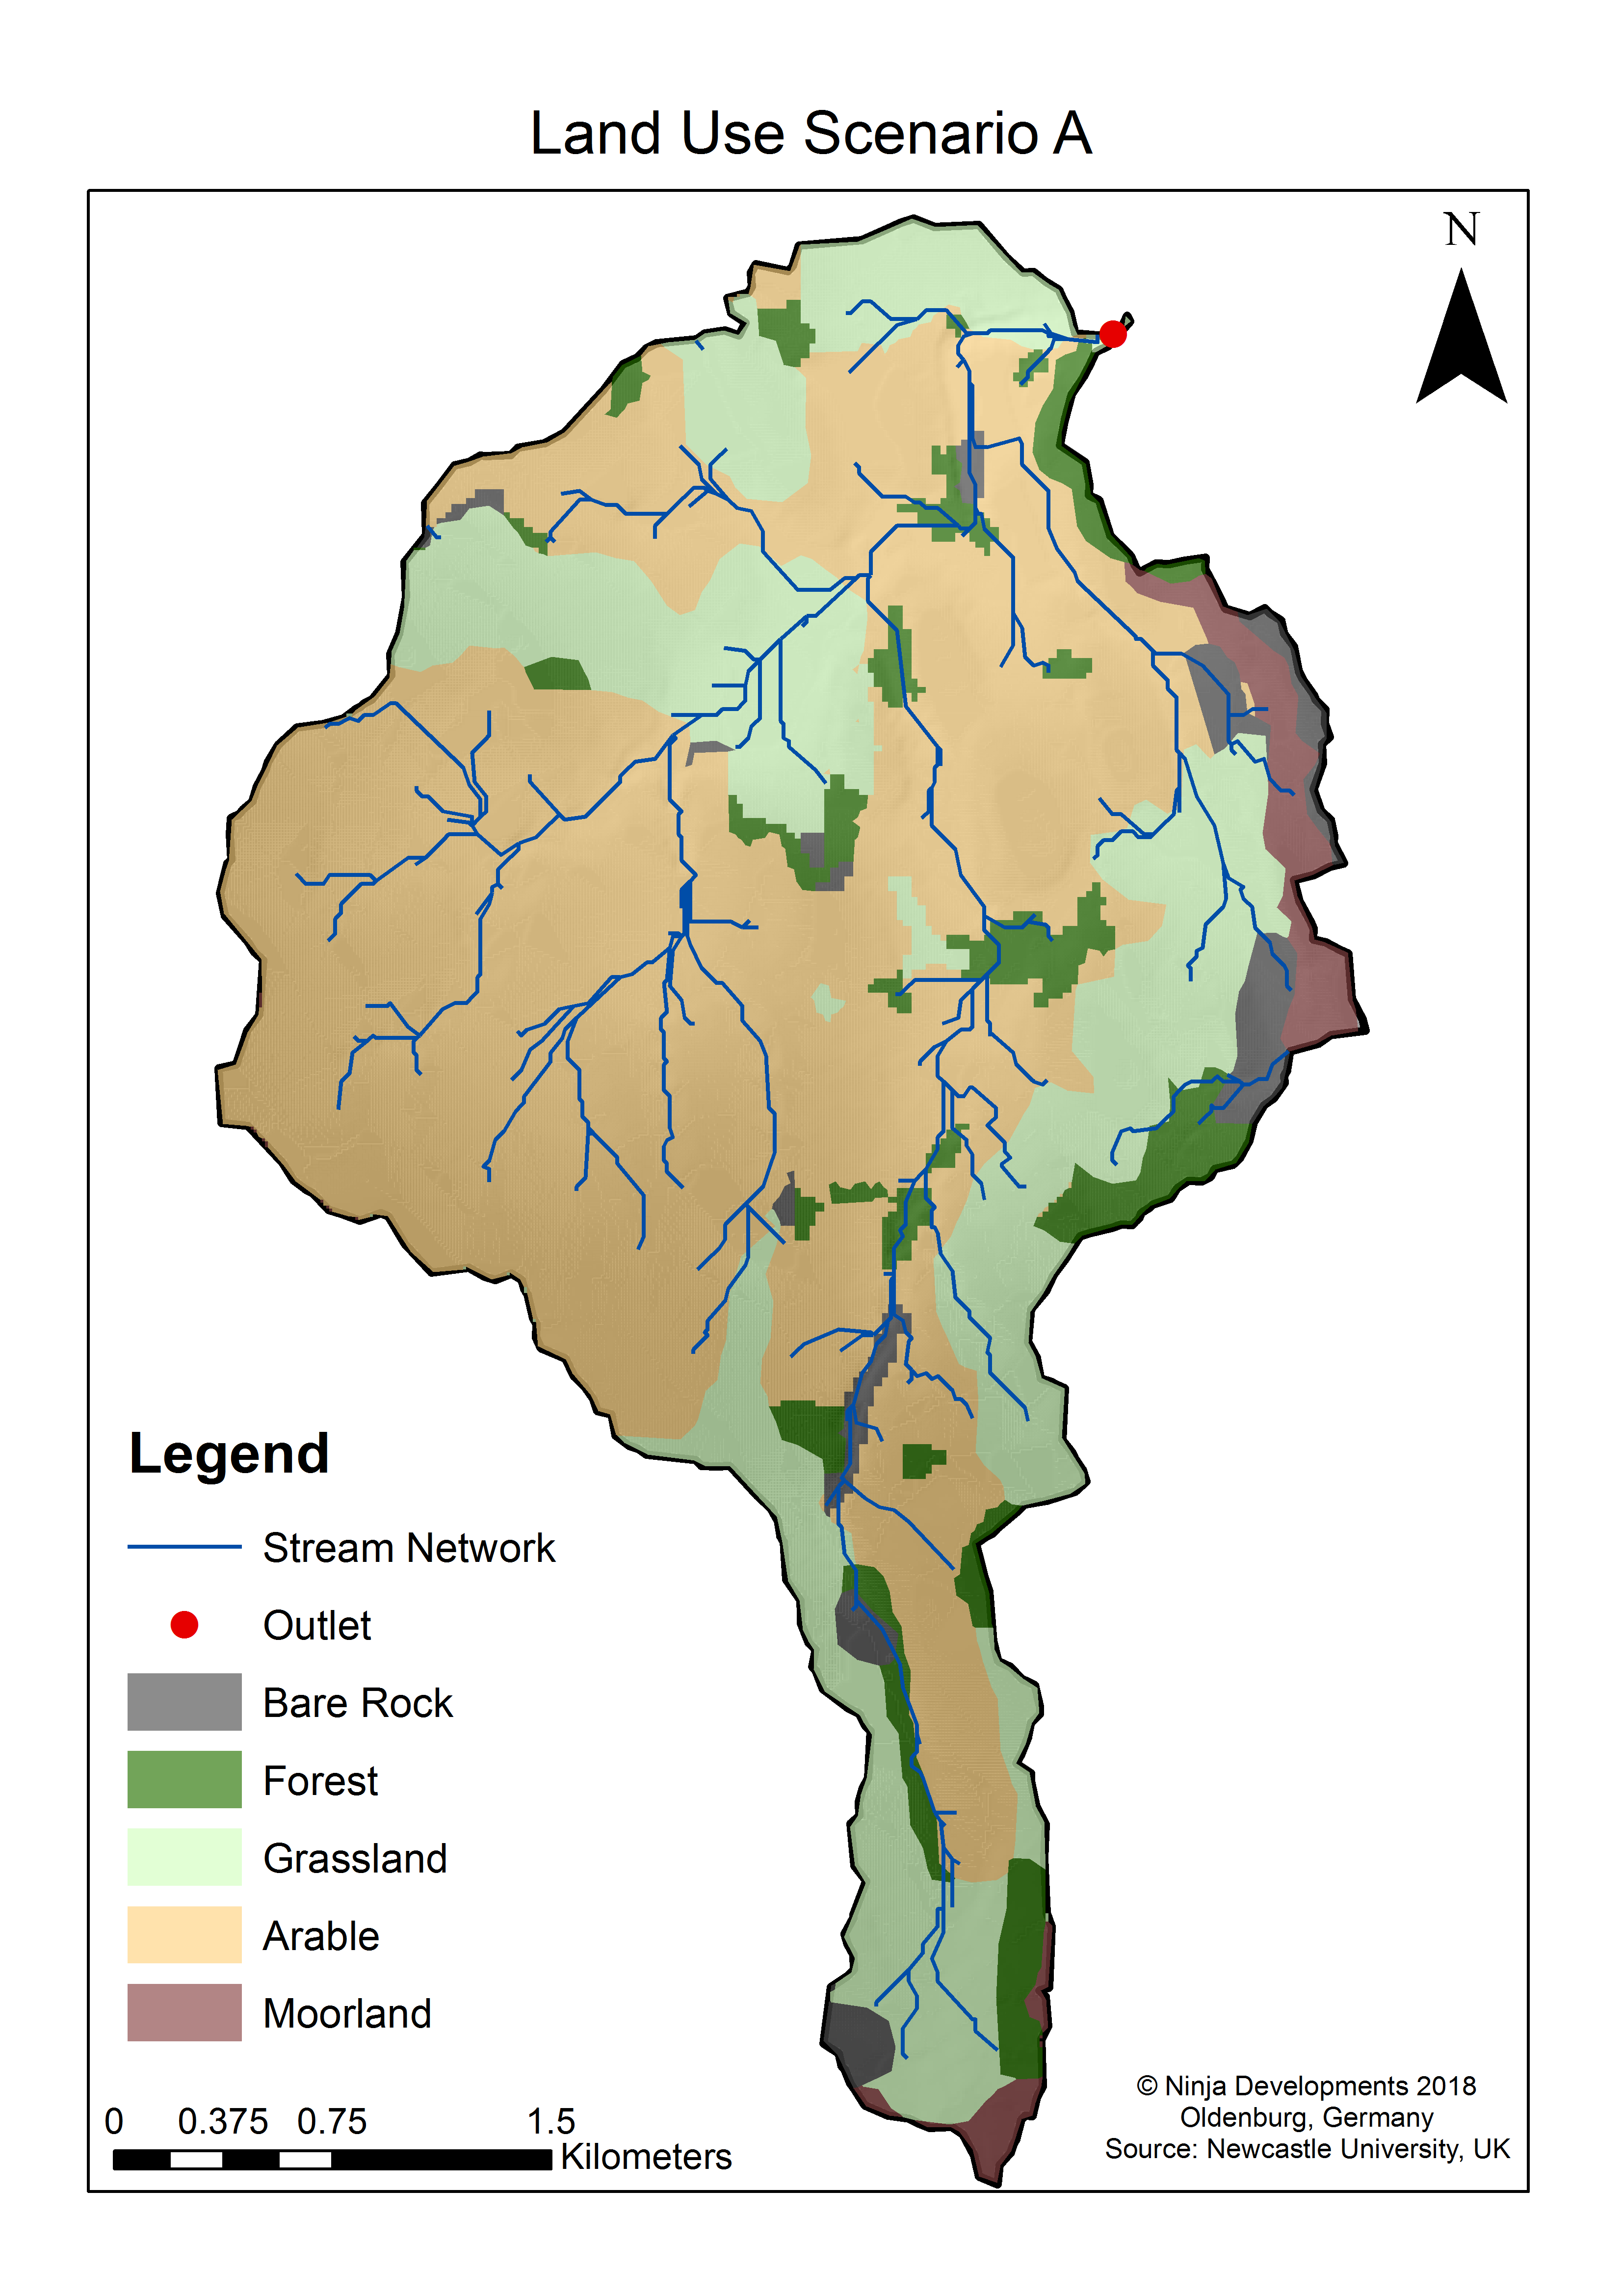 Land Use Scenario A
N
Legend
Stream Network
Outlet
Bare Rock
Forest
Grassland
Arable
Moorland
0 0.375 0.75 1.5
Kilometers
© Ninja Developments 2018
Oldenburg, Germany
Source: Newcastle University, UK